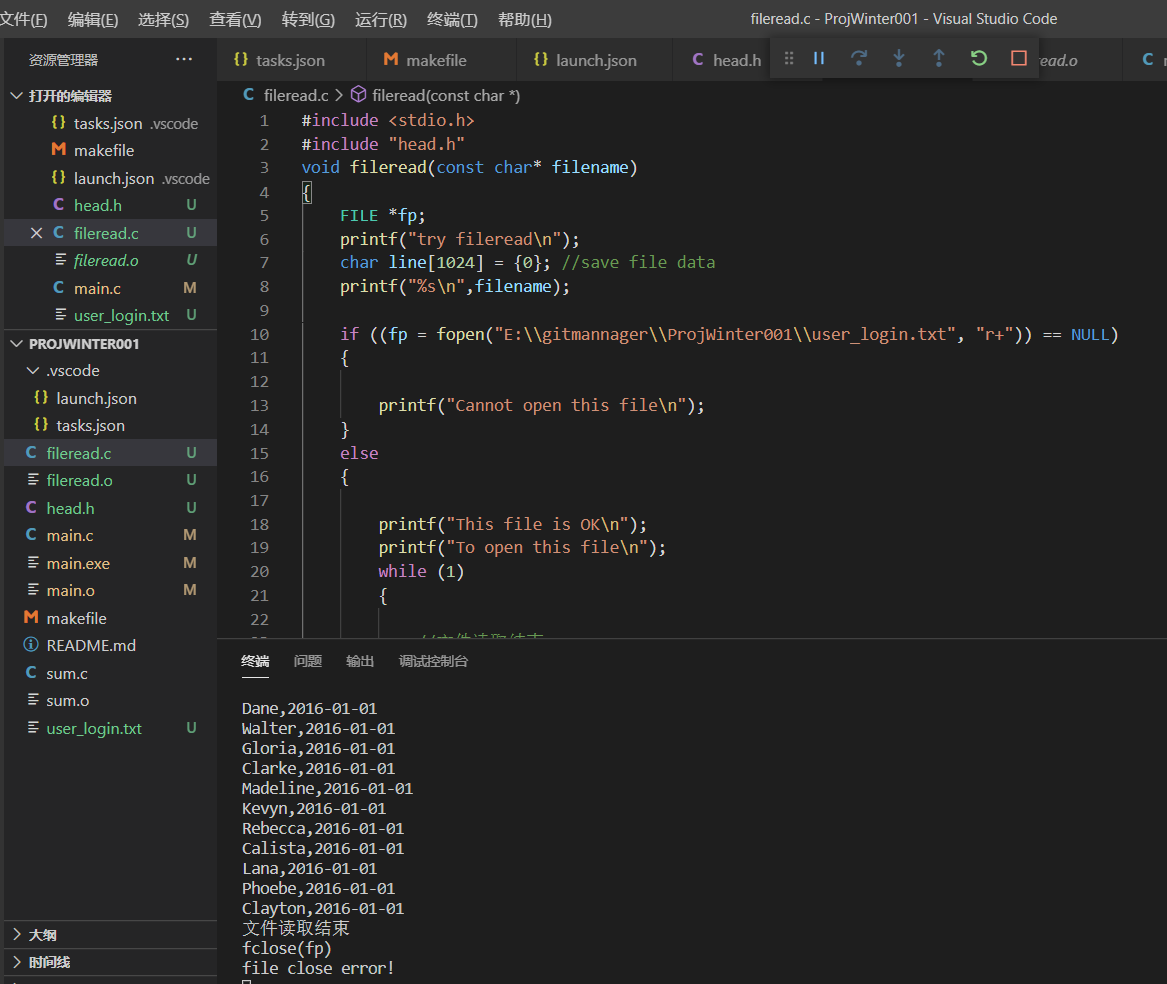 文件(F) 编辑(E) 选择(S) 查看(V) 转到(G) 运行(R) 终端(T) 帮助(H) fileread.c - ProjWinter001 - Visual Studio Code
资源管理器 ···
打开的编辑器
{} tasks.json .vscode
M makefile
{} launch.json .vscode
C head.h U
C fileread.c U
fileread.o U
C main.c M
user_login.txt U
PROJWINTER001
.vscode
{} launch.json
{} tasks.json
C fileread.c U
fileread.o U
C head.h U
C main.c M
main.exe M
main.o M
M makefile
README.md
C sum.c
sum.o
user_login.txt U
大纲
时间线
{} tasks.json M makefile {} launch.json C head.h read.o C
C fileread.c > fileread(const char *)
1 #include <stdio.h>
2 #include "head.h"
3 void fileread(const char* filename)
4 {
5 FILE *fp;
6 printf("try fileread\n");
7 char line[1024] = {0}; //save file data
8 printf("%s\n",filename);
9
10 if ((fp = fopen("E:\\gitmannager\\ProjWinter001\\user_login.txt", "r+")) == NULL)
11 {
12
13 printf("Cannot open this file\n");
14 }
15 else
16 {
17
18 printf("This file is OK\n");
19 printf("To open this file\n");
20 while (1)
21 {
22
终端 问题 输出 调试控制台
Dane,2016-01-01
Walter,2016-01-01
Gloria,2016-01-01
Clarke,2016-01-01
Madeline,2016-01-01
Kevyn,2016-01-01
Rebecca,2016-01-01
Calista,2016-01-01
Lana,2016-01-01
Phoebe,2016-01-01
Clayton,2016-01-01
文件读取结束
fclose(fp)
file close error!